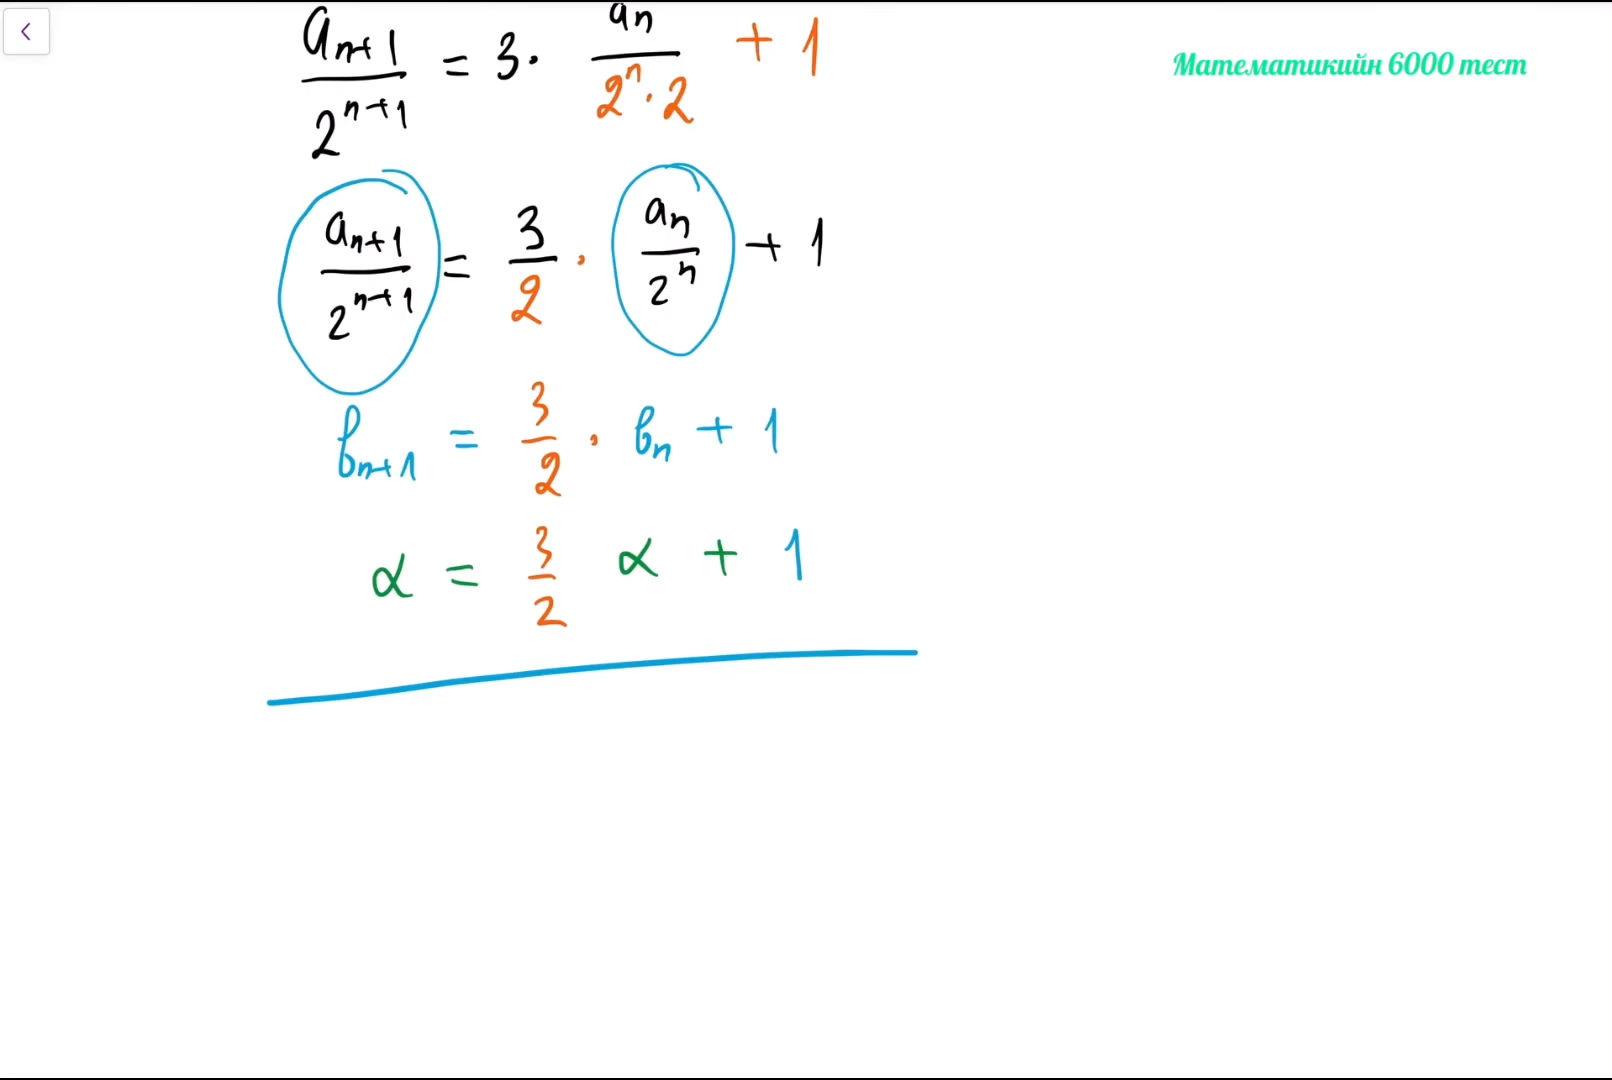 Математикийн 6000 тест
a_{n+1}/2^{n+1} = 3 · a_n/(2^n · 2) + 1
a_{n+1}/2^{n+1} = 3/2 · a_n/2^n + 1
b_{n+1} = 3/2 · b_n + 1
α = 3/2 α + 1